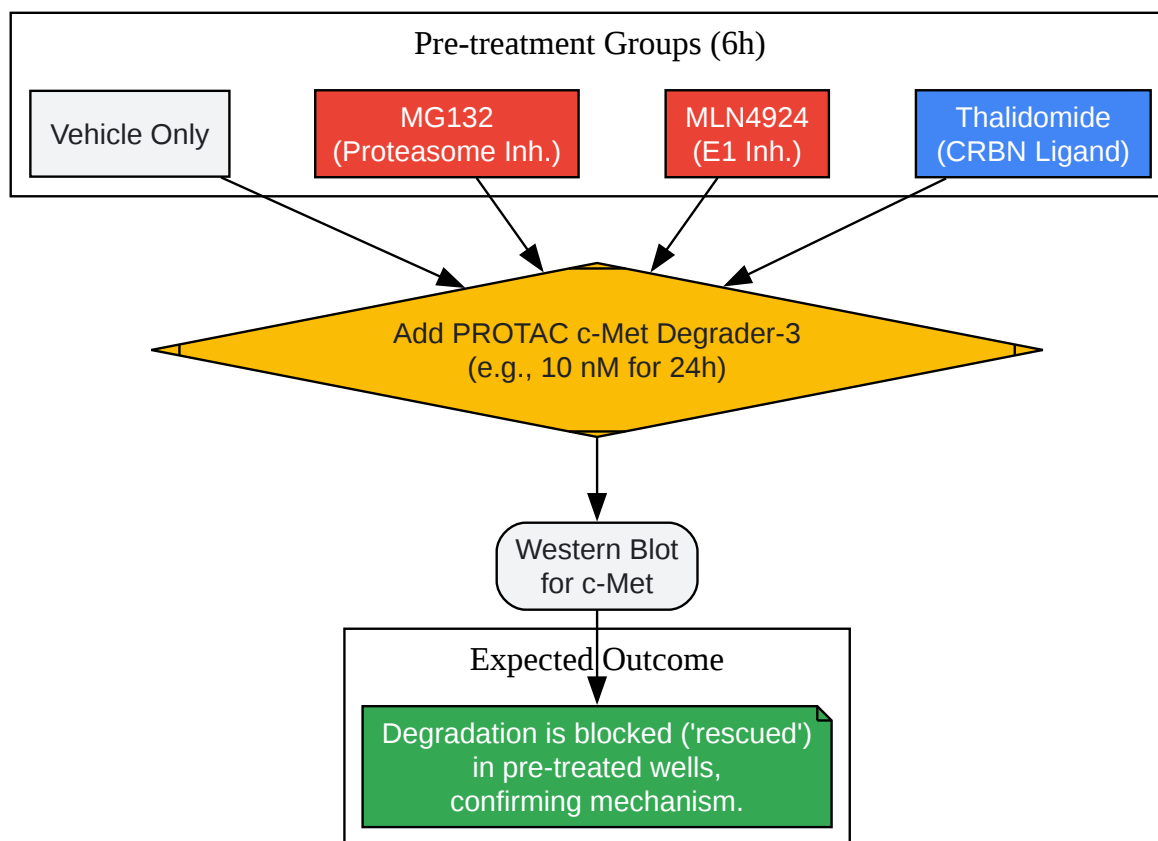 Pre-treatment Groups (6h)
Vehicle Only
MG132
(Proteasome Inh.)
MLN4924
(E1 Inh.)
Thalidomide
(CRBN Ligand)
Add PROTAC c-Met Degrader-3
(e.g., 10 nM for 24h)
Western Blot
for c-Met
Expected Outcome
Degradation is blocked ('rescued')
in pre-treated wells,
confirming mechanism.